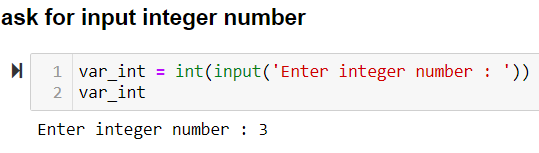 ask for input integer number
1 var_int = int(input('Enter integer number : '))
2 var_int
Enter integer number : 3